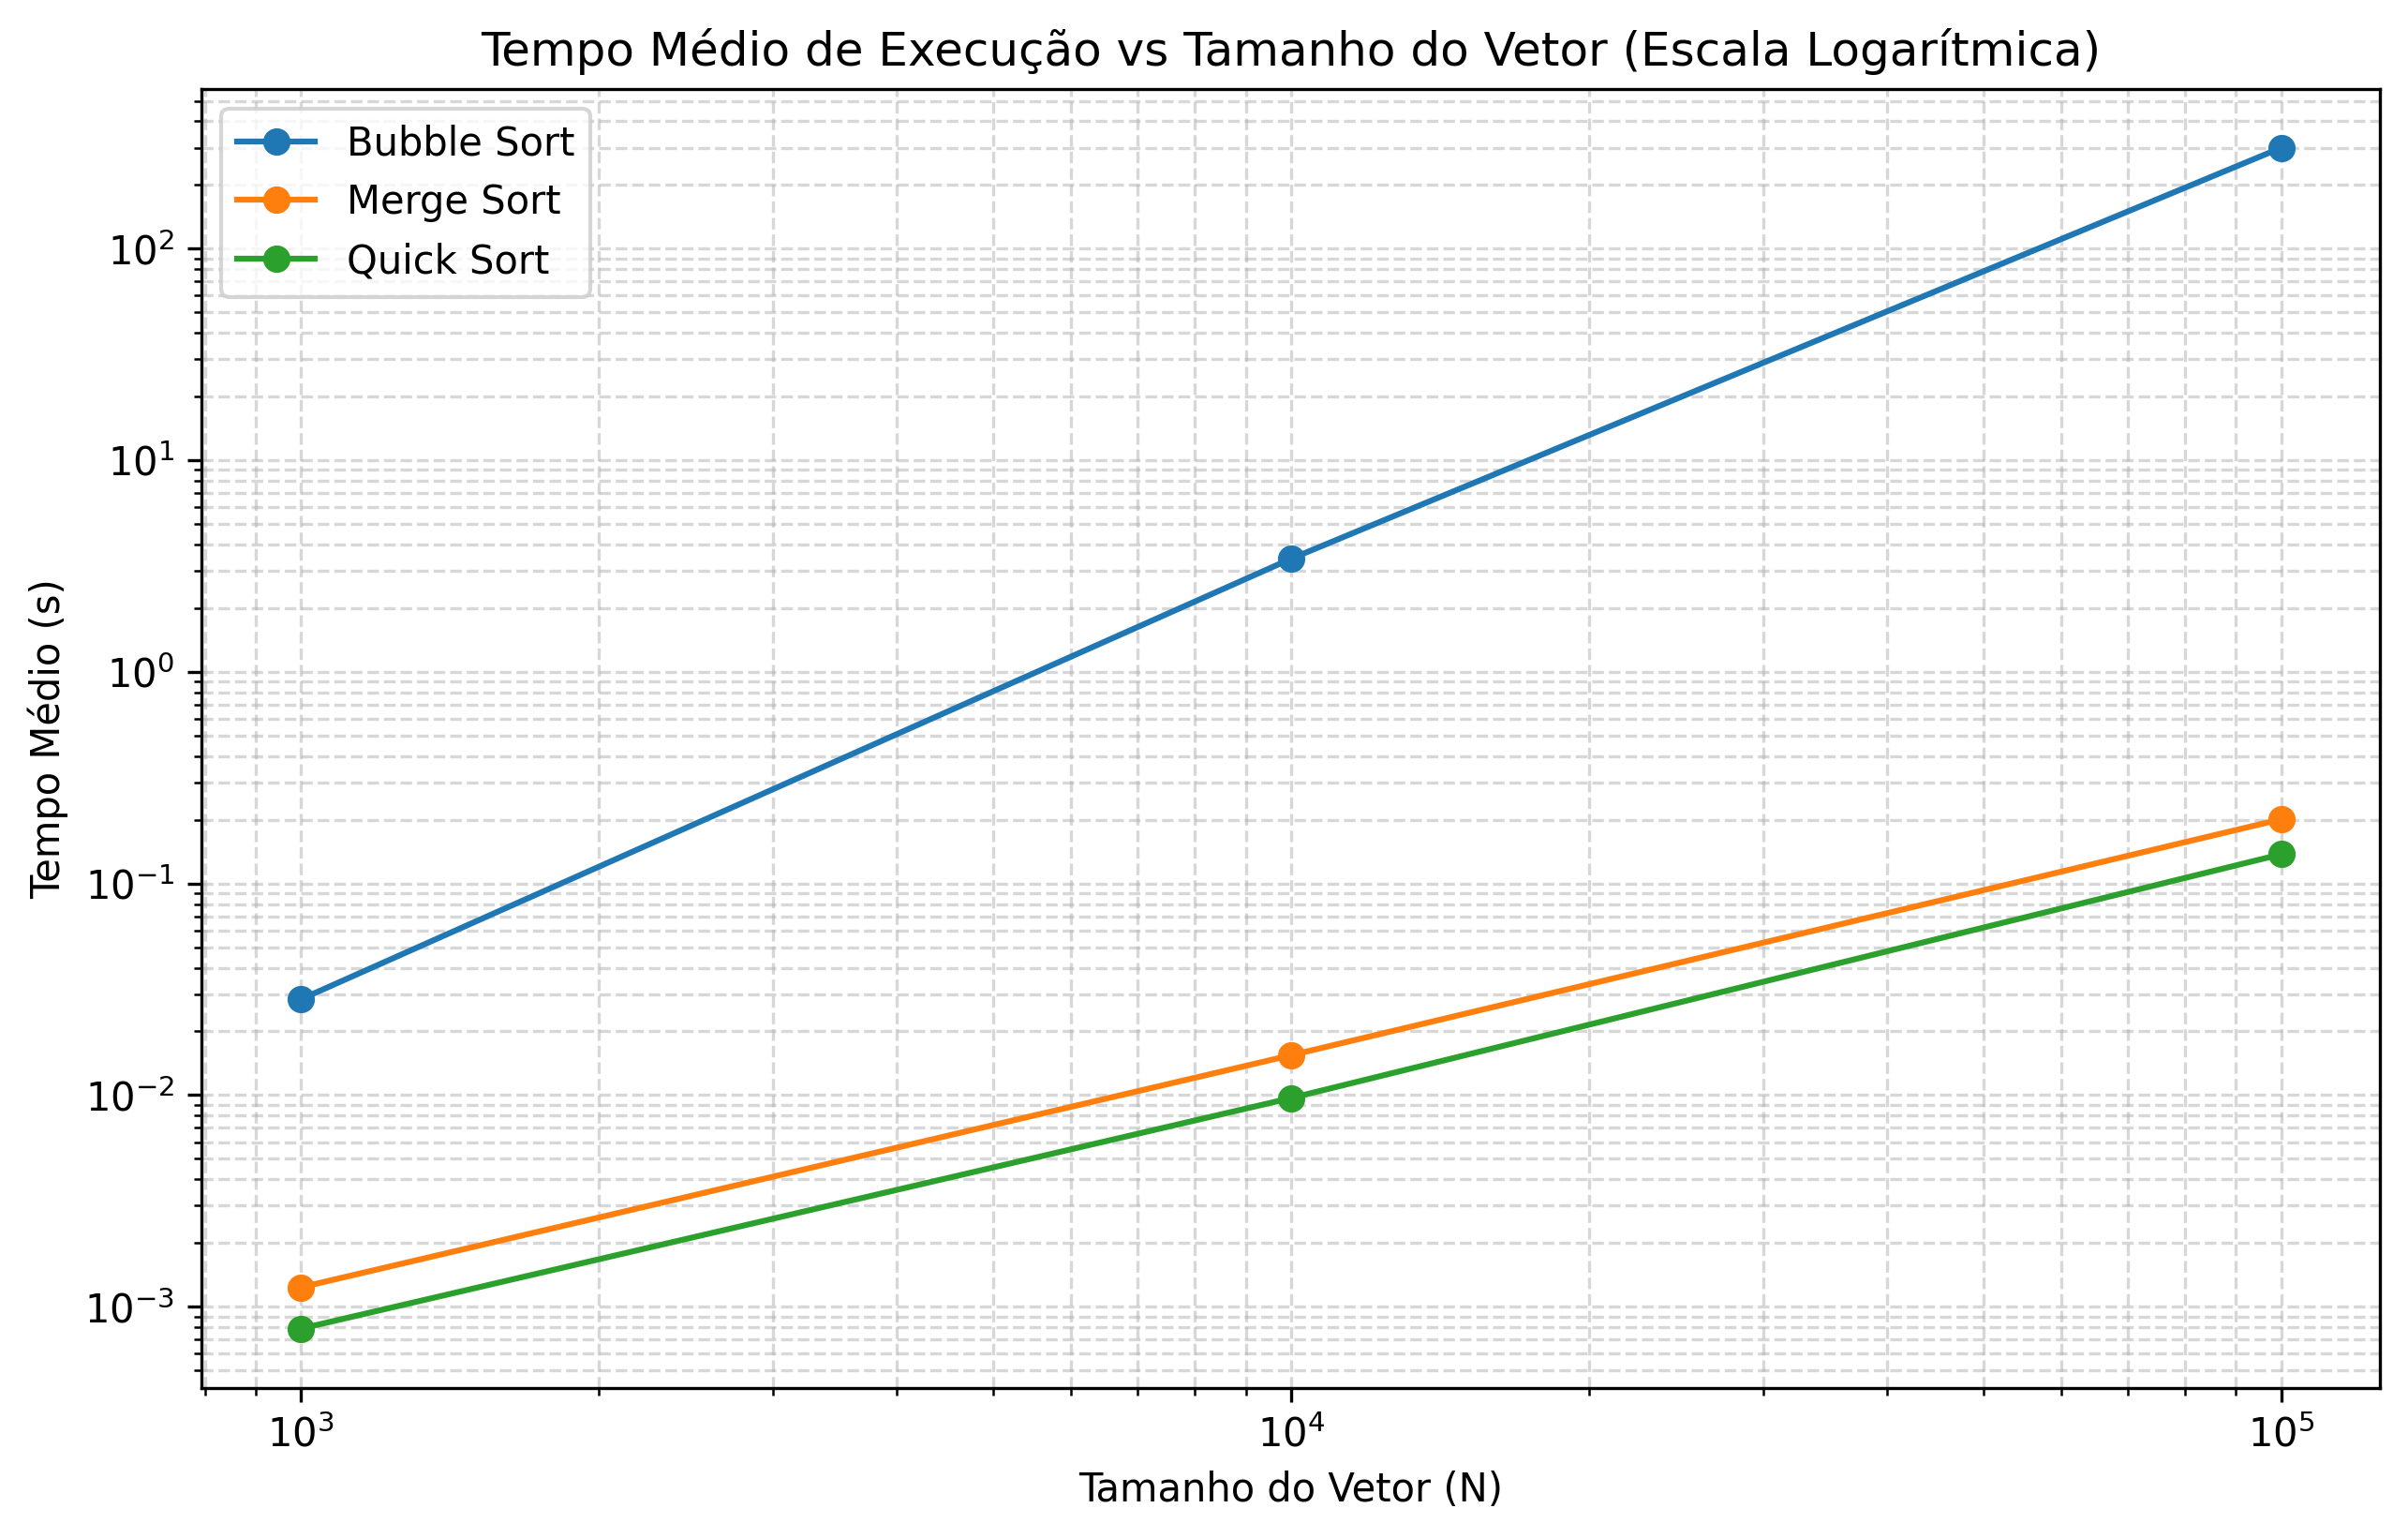 Tempo Médio de Execução vs Tamanho do Vetor (Escala Logarítmica)
Bubble Sort
Merge Sort
Quick Sort
Tempo Médio (s)
10²
10¹
10⁰
10⁻¹
10⁻²
10⁻³
10³ 10⁴ 10⁵
Tamanho do Vetor (N)